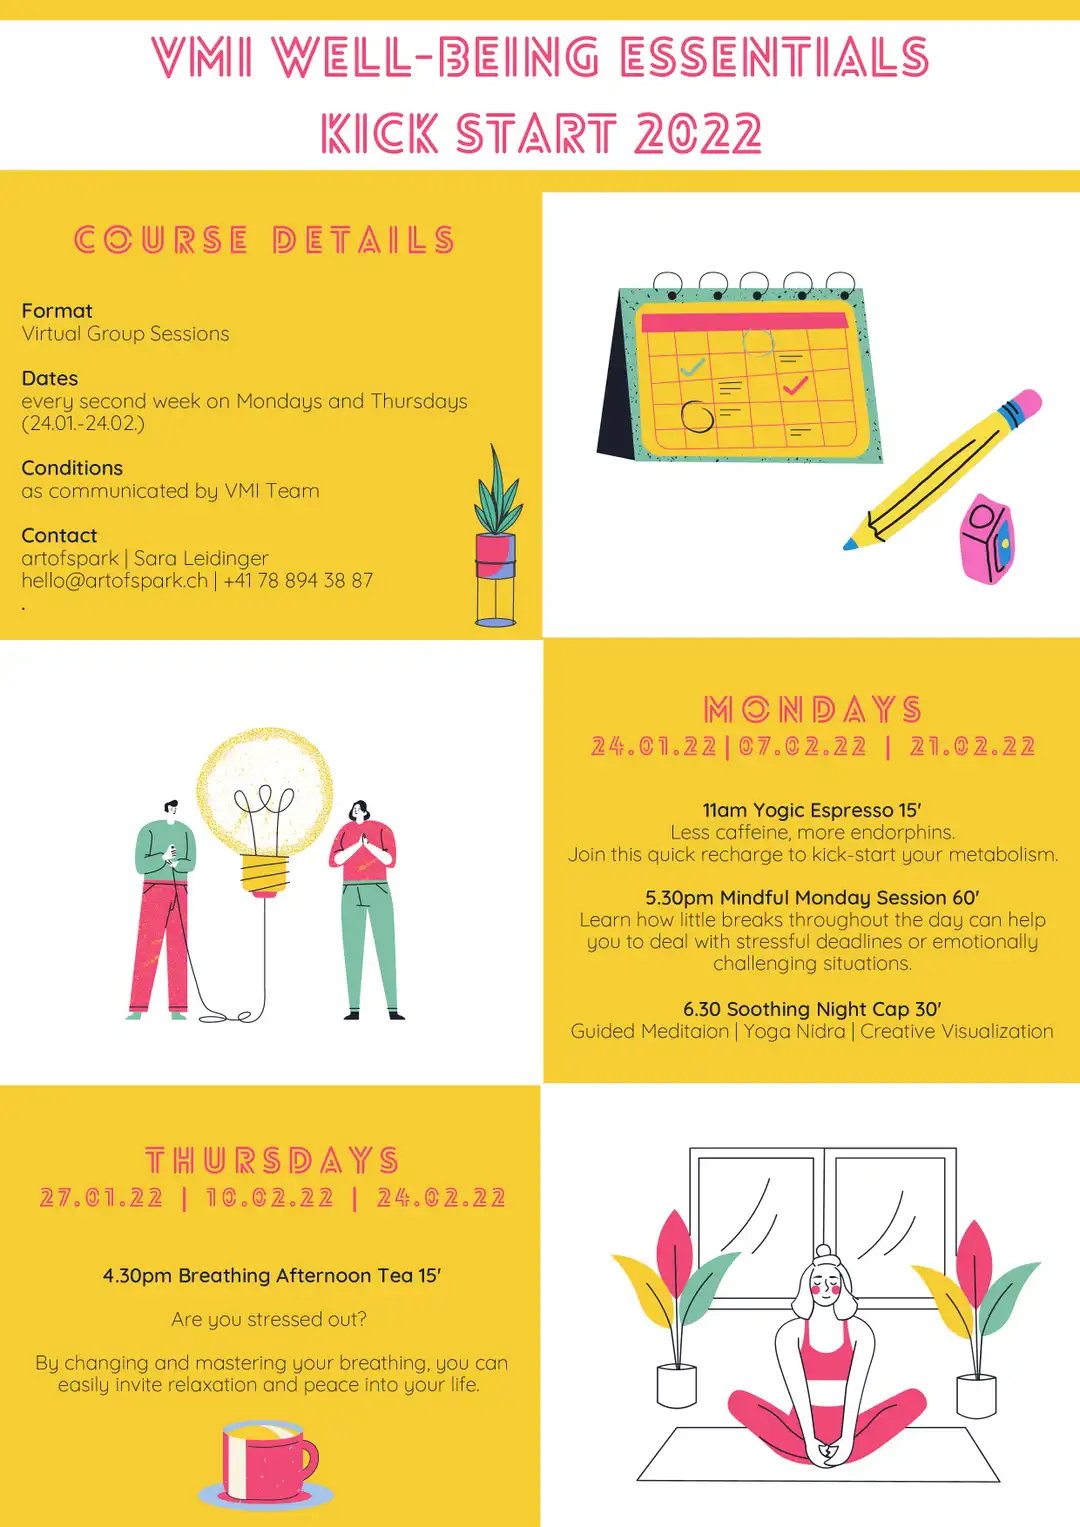 VMI WELL-BEING ESSENTIALS
KICK START 2022
COURSE DETAILS
Format
Virtual Group Sessions
Dates
every second week on Mondays and Thursdays
(24.01.-24.02.)
Conditions
as communicated by VMI Team
Contact
artofspark | Sara Leidinger
hello@artofspark.ch | +41 78 894 38 87
.
MONDAYS
24.01.22 | 07.02.22 | 21.02.22
11am Yogic Espresso 15'
Less caffeine, more endorphins.
Join this quick recharge to kick-start your metabolism.
5.30pm Mindful Monday Session 60'
Learn how little breaks throughout the day can help
you to deal with stressful deadlines or emotionally
challenging situations.
6.30 Soothing Night Cap 30'
Guided Meditaion | Yoga Nidra | Creative Visualization
THURSDAYS
27.01.22 | 10.02.22 | 24.02.22
4.30pm Breathing Afternoon Tea 15'
Are you stressed out?
By changing and mastering your breathing, you can
easily invite relaxation and peace into your life.